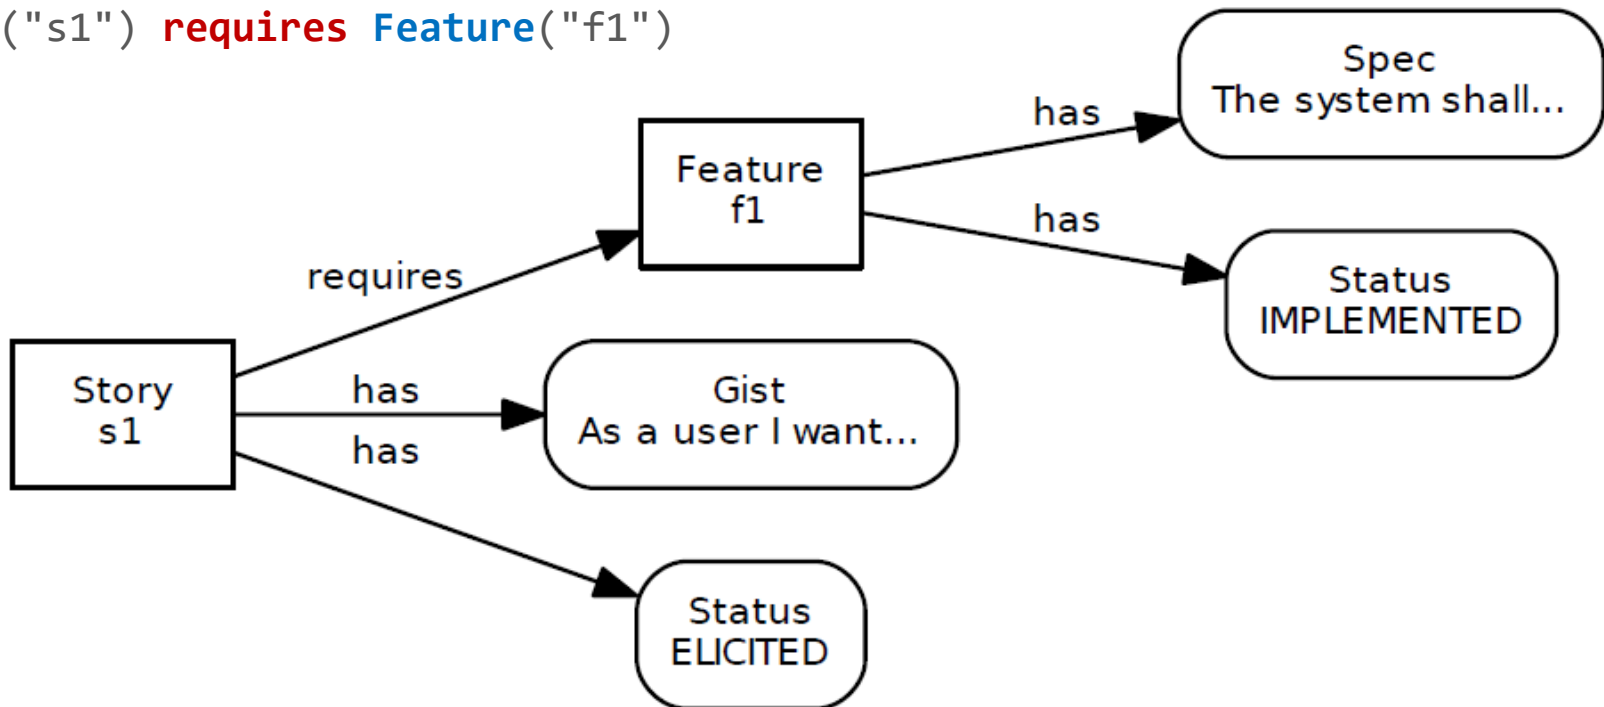 ("s1") requires Feature("f1")
Spec
The system shall...
has
Feature
f1
has
Status
IMPLEMENTED
requires
Story
s1
has
Gist
As a user I want...
has
Status
ELICITED